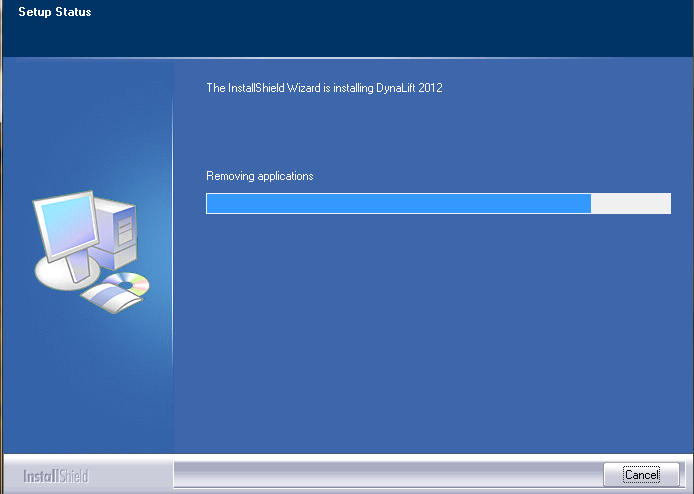 Setup Status
The InstallShield Wizard is installing DynaLift 2012
Removing applications
InstallShield
Cancel